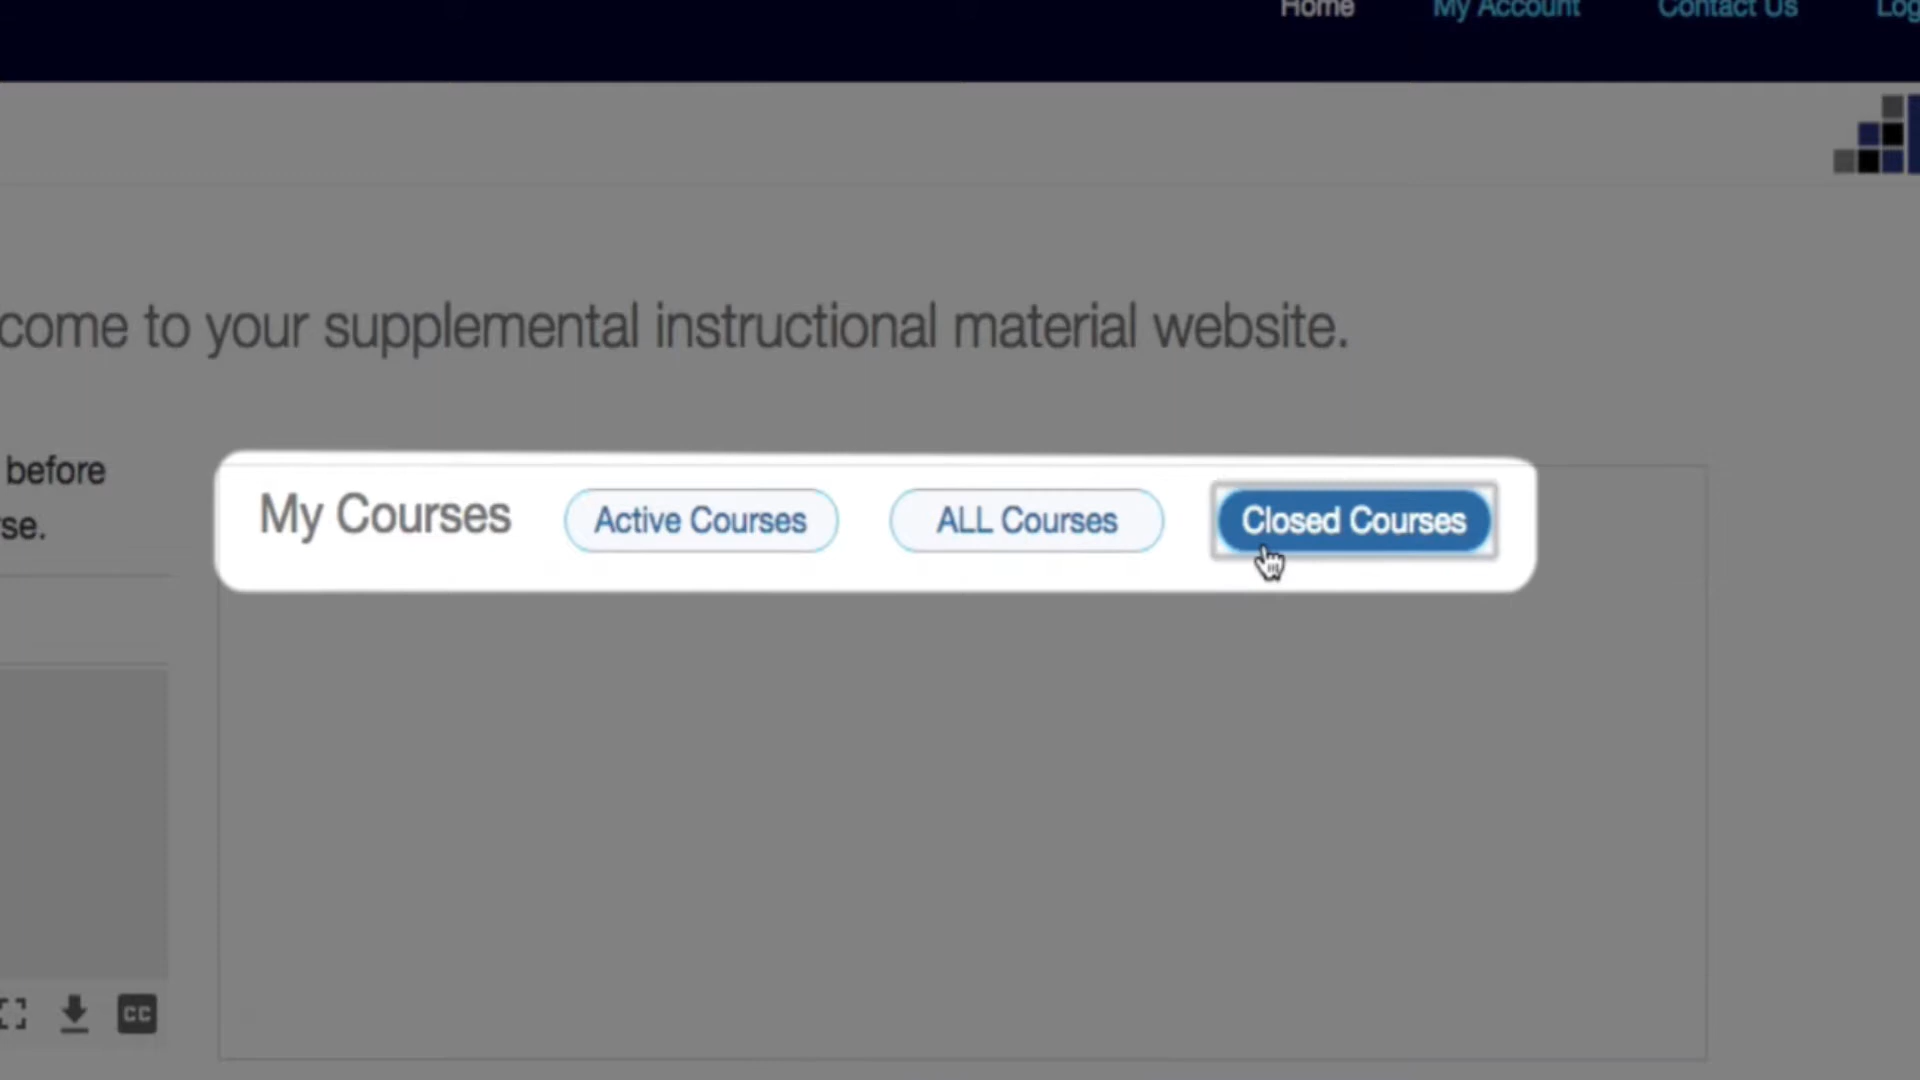 Home My Account Contact Us
come to your supplemental instructional material website.
before
se.
My Courses Active Courses ALL Courses Closed Courses
CC